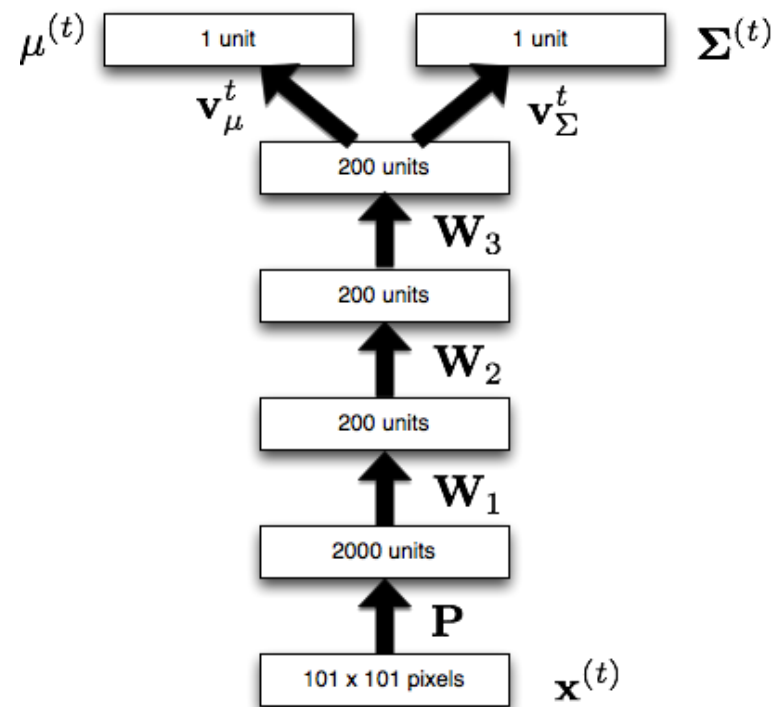 μ^(t) 1 unit 1 unit Σ^(t)
v_μ^t v_Σ^t
200 units
W_3
200 units
W_2
200 units
W_1
2000 units
P
101 x 101 pixels x^(t)